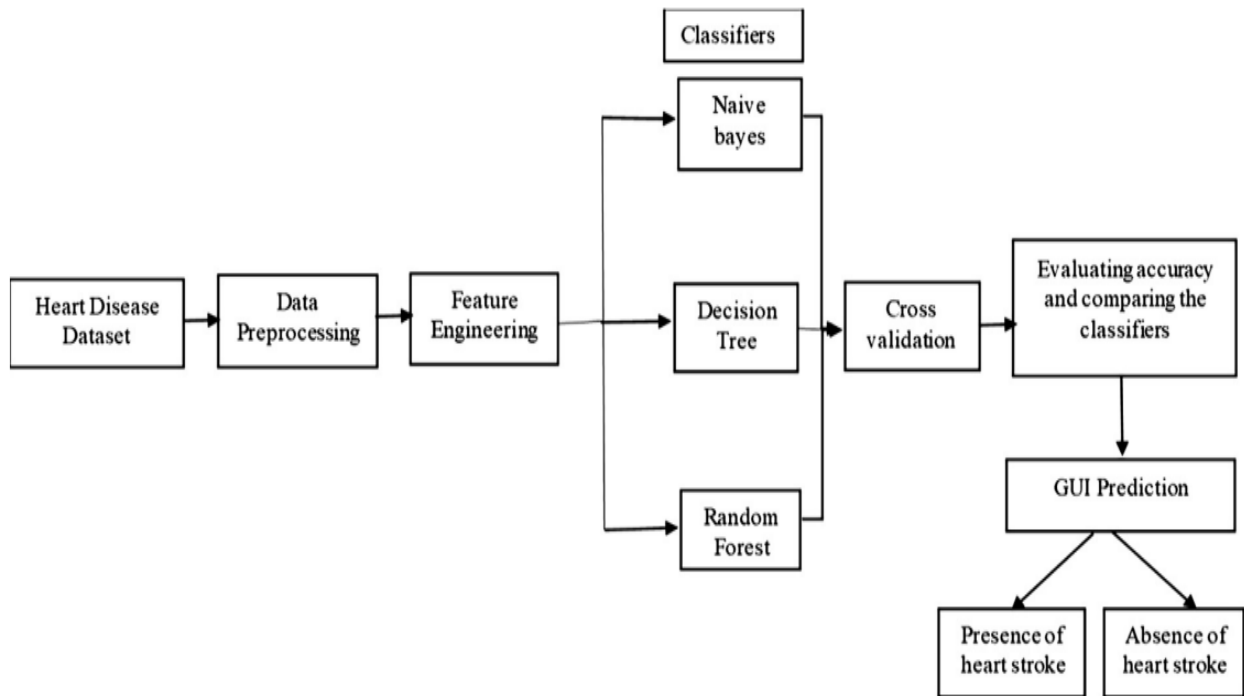 Classifiers
Naive
bayes
Heart Disease
Dataset
Data
Preprocessing
Feature
Engineering
Decision
Tree
Random
Forest
Cross
validation
Evaluating accuracy
and comparing the
classifiers
GUI Prediction
Presence of
heart stroke
Absence of
heart stroke